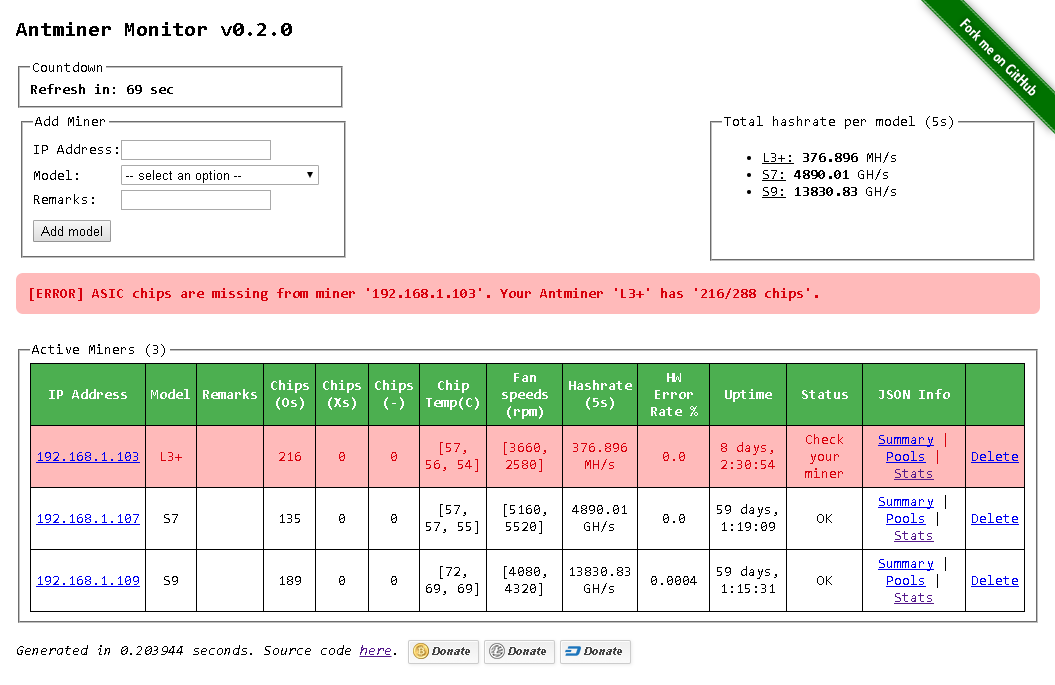 Antminer Monitor v0.2.0
Fork me on GitHub
Countdown
Refresh in: 69 sec
Add Miner
IP Address:
Model: -- select an option --
Remarks:
Add model
Total hashrate per model (5s)
• L3+: 376.896 MH/s
• S7: 4890.01 GH/s
• S9: 13830.83 GH/s
[ERROR] ASIC chips are missing from miner '192.168.1.103'. Your Antminer 'L3+' has '216/288 chips'.
Active Miners (3)
IP Address Model Remarks Chips (Os) Chips (Xs) Chips (-) Chip Temp(C) Fan speeds (rpm) Hashrate (5s) HW Error Rate % Uptime Status JSON Info
192.168.1.103 L3+ 216 0 0 [57, 56, 54] [3660, 2580] 376.896 MH/s 0.0 8 days, 2:30:54 Check your miner Summary | Pools | Stats Delete
192.168.1.107 S7 135 0 0 [57, 57, 55] [5160, 5520] 4890.01 GH/s 0.0 59 days, 1:19:09 OK Summary | Pools | Stats Delete
192.168.1.109 S9 189 0 0 [72, 69, 69] [4080, 4320] 13830.83 GH/s 0.0004 59 days, 1:15:31 OK Summary | Pools | Stats Delete
Generated in 0.203944 seconds. Source code here. Donate Donate Donate